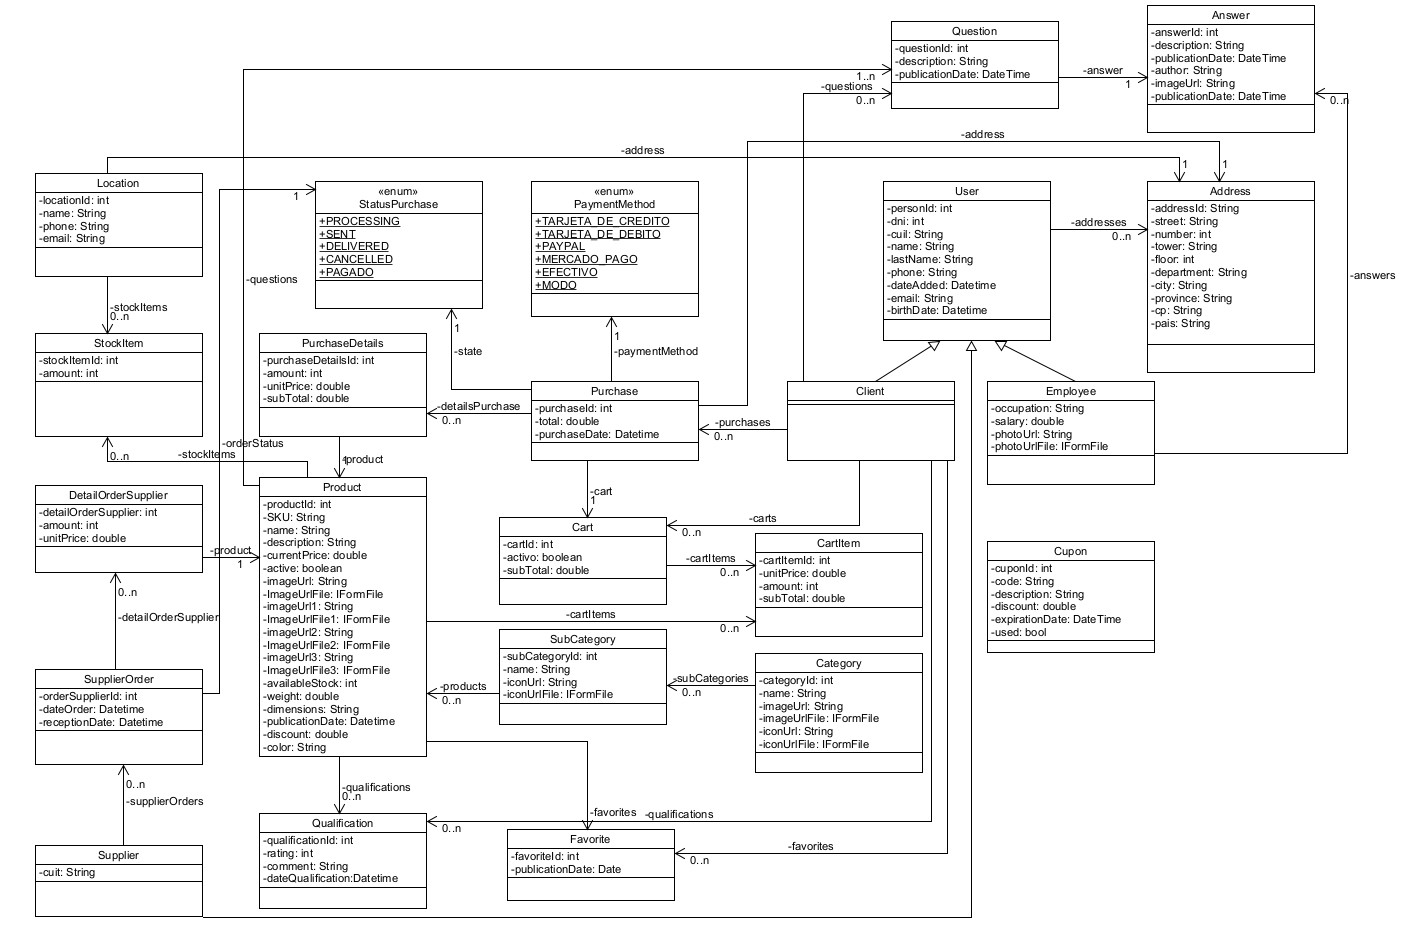 Question
-questionId: int
-description: String
-publicationDate: DateTime
Answer
-answerId: int
-description: String
-publicationDate: DateTime
-author: String
-imageUrl: String
-publicationDate: DateTime
-answer
1
1..n
-questions
0..n
0..n
-address
-address
1
1
Location
-locationId: int
-name: String
-phone: String
-email: String
1
«enum»
StatusPurchase
+PROCESSING
+SENT
+DELIVERED
+CANCELLED
+PAGADO
«enum»
PaymentMethod
+TARJETA_DE_CREDITO
+TARJETA_DE_DEBITO
+PAYPAL
+MERCADO_PAGO
+EFECTIVO
+MODO
User
-personId: int
-dni: int
-cuil: String
-name: String
-lastName: String
-phone: String
-dateAdded: Datetime
-email: String
-birthDate: Datetime
-addresses
0..n
Address
-addressId: String
-street: String
-number: int
-tower: String
-floor: int
-department: String
-city: String
-province: String
-cp: String
-pais: String
-answers
-questions
-stockItems
0..n
StockItem
-stockItemId: int
-amount: int
PurchaseDetails
-purchaseDetailsId: int
-amount: int
-unitPrice: double
-subTotal: double
1
-state
1
-paymentMethod
Purchase
-purchaseId: int
-total: double
-purchaseDate: Datetime
-detailsPurchase
0..n
-purchases
0..n
Client
Employee
-occupation: String
-salary: double
-photoUrl: String
-photoUrlFile: IFormFile
-orderStatus
-stockItems
0..n
1
-product
DetailOrderSupplier
-detailOrderSupplier: int
-amount: int
-unitPrice: double
-product
1
Product
-productId: int
-SKU: String
-name: String
-description: String
-currentPrice: double
-active: boolean
-imageUrl: String
-ImageUrlFile: IFormFile
-imageUrl1: String
-ImageUrlFile1: IFormFile
-imageUrl2: String
-ImageUrlFile2: IFormFile
-imageUrl3: String
-ImageUrlFile3: IFormFile
-availableStock: int
-weight: double
-dimensions: String
-publicationDate: Datetime
-discount: double
-color: String
-cart
1
Cart
-cartId: int
-activo: boolean
-subTotal: double
-carts
0..n
-cartItems
0..n
CartItem
-cartItemId: int
-unitPrice: double
-amount: int
-subTotal: double
Cupon
-cuponId: int
-code: String
-description: String
-discount: double
-expirationDate: DateTime
-used: bool
0..n
-detailOrderSupplier
-cartItems
0..n
SubCategory
-subCategoryId: int
-name: String
-iconUrl: String
-iconUrlFile: IFormFile
-products
0..n
-subCategories
0..n
Category
-categoryId: int
-name: String
-imageUrl: String
-imageUrlFile: IFormFile
-iconUrl: String
-iconUrlFile: IFormFile
SupplierOrder
-orderSupplierId: int
-dateOrder: Datetime
-receptionDate: Datetime
0..n
-supplierOrders
-qualifications
0..n
Qualification
-qualificationId: int
-rating: int
-comment: String
-dateQualification:Datetime
-favorites
-qualifications
0..n
Favorite
-favoriteId: int
-publicationDate: Date
-favorites
0..n
Supplier
-cuit: String